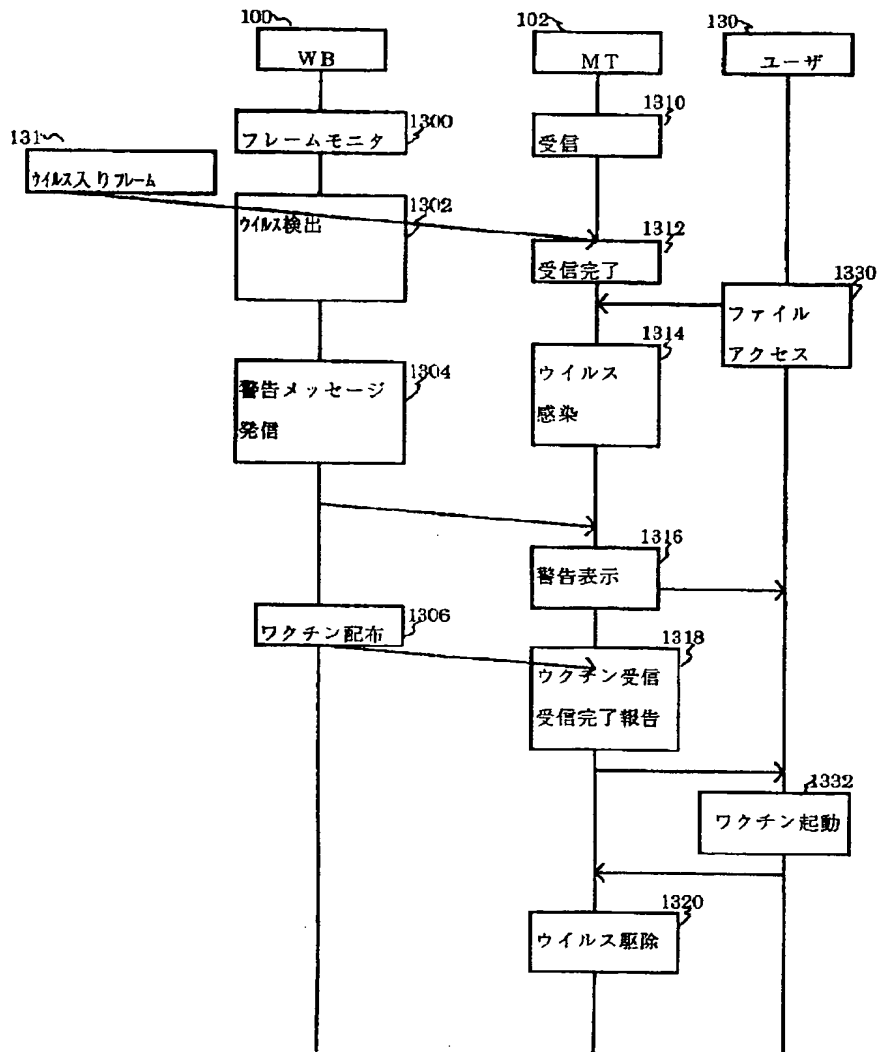 100
WB
102
MT
130
ユーザ
1300
フレームモニタ
1310
受信
131
ウイルス入りフレーム
1302
ウイルス検出
1312
受信完了
1330
ファイル
アクセス
1304
警告メッセージ
発信
1314
ウイルス
感染
1316
警告表示
1306
ワクチン配布
1318
ウクチン受信
受信完了報告
1332
ワクチン起動
1320
ウイルス駆除